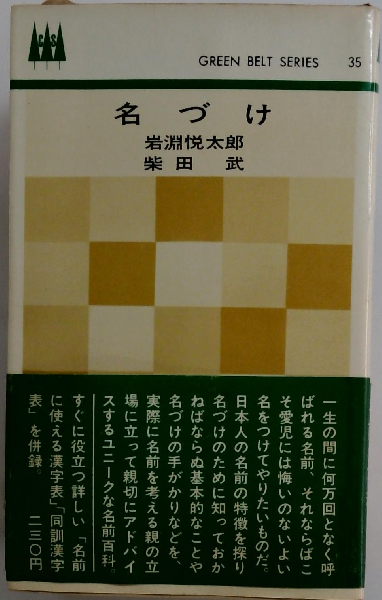 GCS
GREEN BELT SERIES 35
名づけ
岩淵悦太郎
柴田 武
一生の間に何万回となく呼
ばれる名前、それならばこ
そ愛児には悔いのないよい
名をつけてやりたいものだ。
日本人の名前の特徴を探り
名づけのために知っておか
ねばならぬ基本的なことや
名づけの手がかりなどを、
実際に名前を考える親の立
場に立って親切にアドバイ
スするユニークな名前百科。
すぐに役立つ詳しい「名前
に使える漢字表」「同訓漢字
表」を併録。 二三〇円